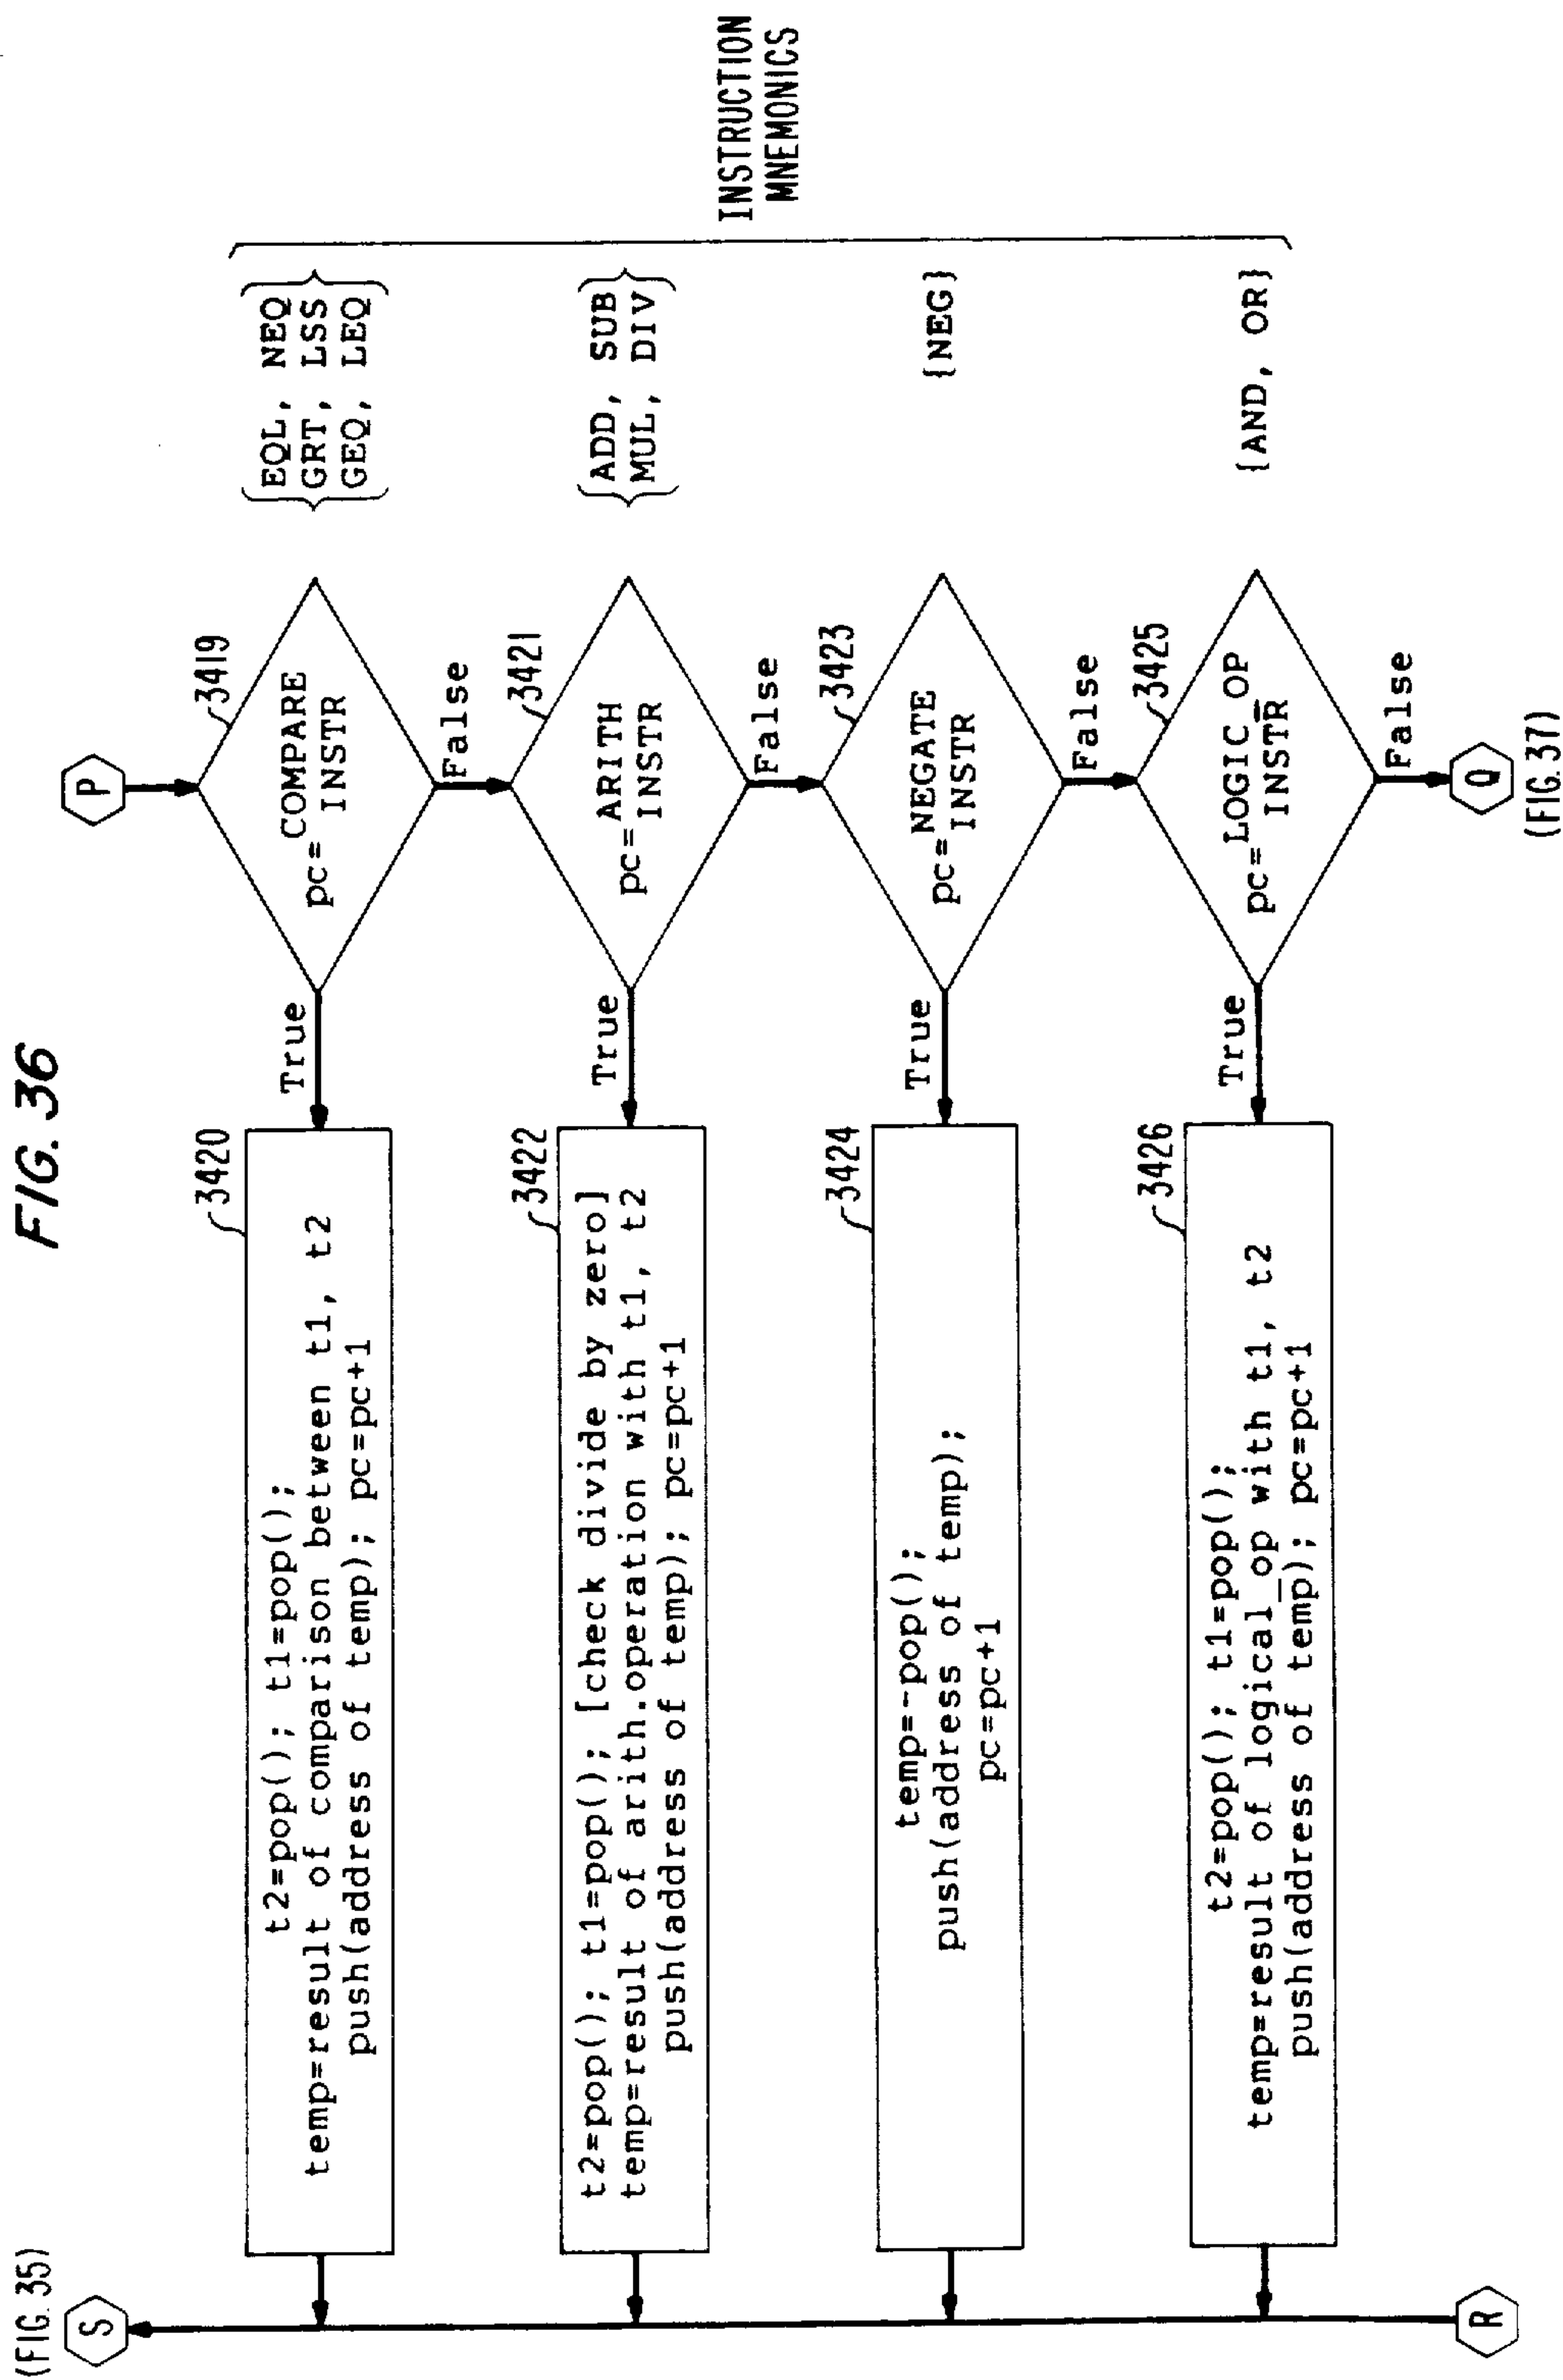 FIG. 36
(FIG. 35)
S
P
3420
t2=pop(); t1=pop();
temp=result of comparison between t1, t2
push(address of temp); pc=pc+1
True
3419
pc=COMPARE
INSTR
False
EQL, NEQ
GRT, LSS
GEQ, LEQ
3422
t2=pop(); t1=pop(); [check divide by zero]
temp=result of arith.operation with t1, t2
push(address of temp); pc=pc+1
True
3421
pc=ARITH
INSTR
False
ADD, SUB
MUL, DIV
INSTRUCTION
MNEMONICS
3424
temp=-pop();
push(address of temp);
pc=pc+1
True
3423
pc=NEGATE
INSTR
False
{NEG}
3426
t2=pop(); t1=pop();
temp=result of logical_op with t1, t2
push(address of temp); pc=pc+1
True
3425
pc=LOGIC_OP
INSTR
False
{AND, OR}
R
Q
(FIG. 37)